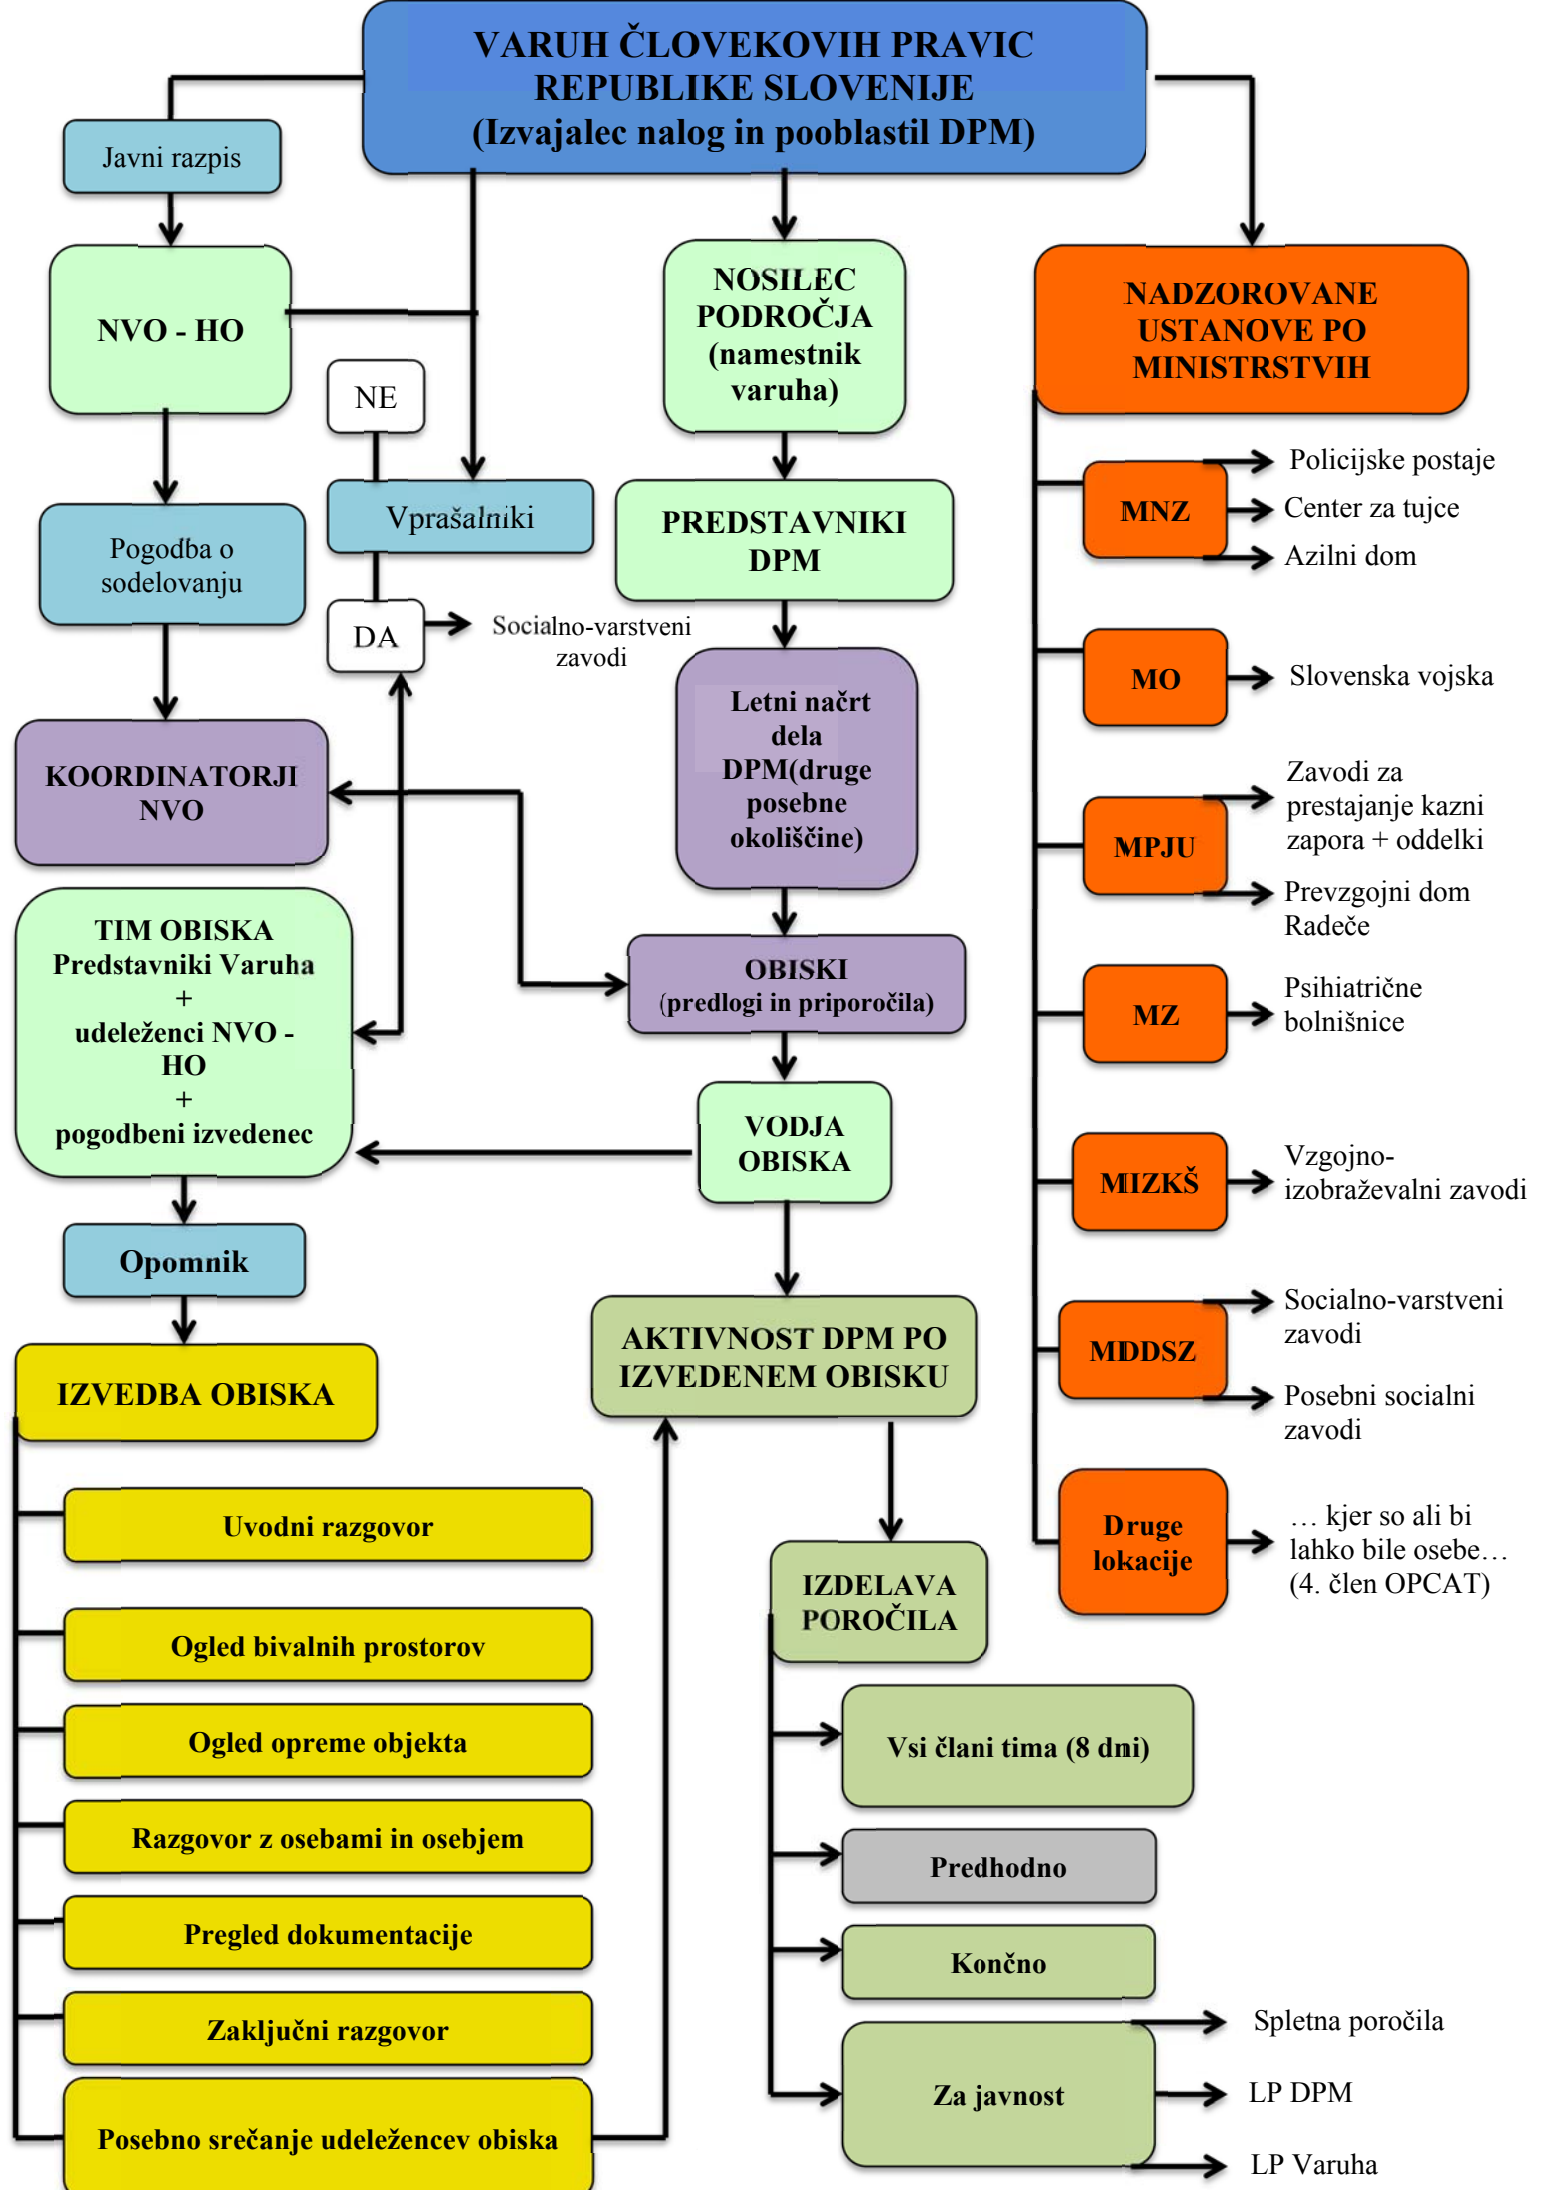 VARUH ČLOVEKOVIH PRAVIC
REPUBLIKE SLOVENIJE
(Izvajalec nalog in pooblastil DPM)
Javni razpis
NVO - HO
NOSILEC
PODROČJA
(namestnik
varuha)
NADZOROVANE
USTANOVE PO
MINISTRSTVIH
NE
Vprašalniki
DA
Socialno-varstveni
zavodi
Pogodba o
sodelovanju
PREDSTAVNIKI
DPM
MNZ
Policijske postaje
Center za tujce
Azilni dom
MO
Slovenska vojska
KOORDINATORJI
NVO
Letni načrt
dela
DPM(druge
posebne
okoliščine)
MPJU
Zavodi za
prestajanje kazni
zapora + oddelki
Prevzgojni dom
Radeče
TIM OBISKA
Predstavniki Varuha
+
udeleženci NVO -
HO
+
pogodbeni izvedenec
OBISKI
(predlogi in priporočila)
MZ
Psihiatrične
bolnišnice
VODJA
OBISKA
MIZKŠ
Vzgojno-
izobraževalni zavodi
Opomnik
AKTIVNOST DPM PO
IZVEDENEM OBISKU
MDDSZ
Socialno-varstveni
zavodi
Posebni socialni
zavodi
IZVEDBA OBISKA
Uvodni razgovor
Ogled bivalnih prostorov
Ogled opreme objekta
Razgovor z osebami in osebjem
Pregled dokumentacije
Zaključni razgovor
Posebno srečanje udeležencev obiska
Druge
lokacije
… kjer so ali bi
lahko bile osebe…
(4. člen OPCAT)
IZDELAVA
POROČILA
Vsi člani tima (8 dni)
Predhodno
Končno
Za javnost
Spletna poročila
LP DPM
LP Varuha